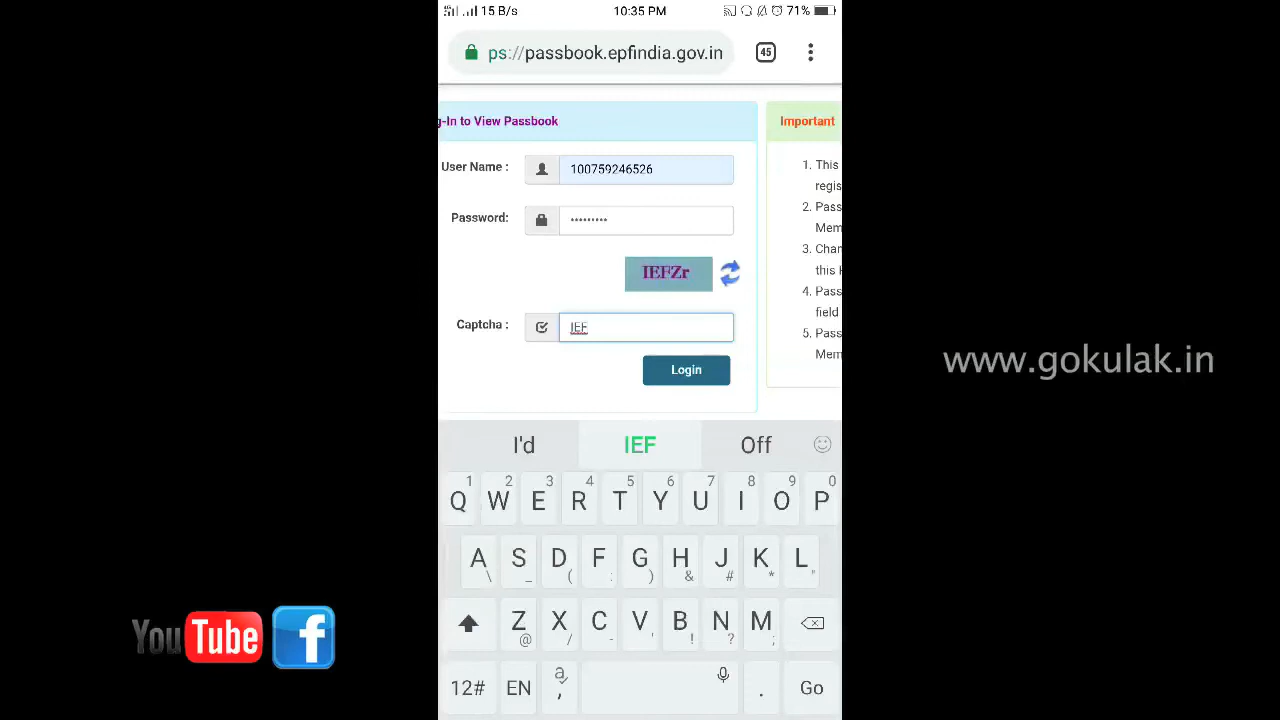 15 B/s 10:35 PM 71%
ps://passbook.epfindia.gov.in 45
g-In to View Passbook
User Name : 100759246526
Password: •••••••••
IEFZr
Captcha : IEF
Login
Important
1. This
regis
2. Pass
Mem
3. Chan
this F
4. Pass
field
5. Pass
Mem
www.gokulak.in
I'd IEF Off
1 2 3 4 5 6 7 8 9 0
Q W E R T Y U I O P
A S D F G H J K L
\ _ ( : ) & # * "
Z X C V B N M
@ / - ' ! ? ;
12# EN a , . Go
YouTube f